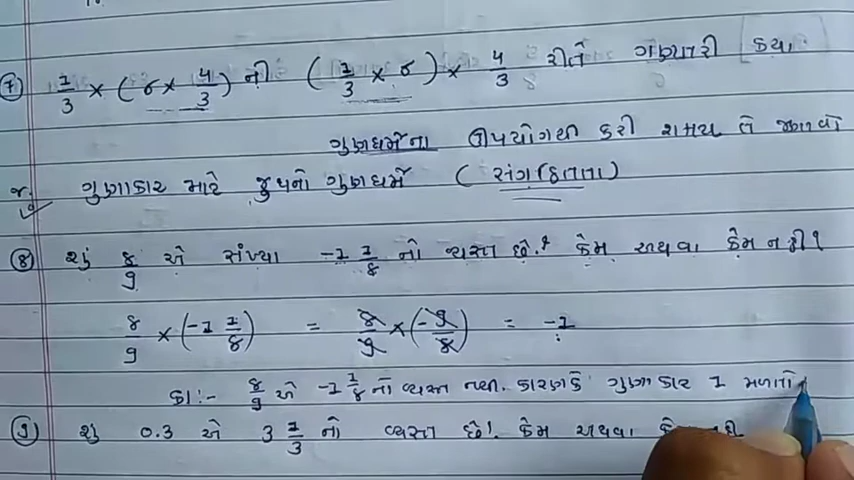 (7) 1/3 × (6 × 4/3) ની (1/3 × 6) × 4/3 રીતે ગણતરી કયા
ગુણધર્મના ઉપયોગથી કરી શકાય તે જણાવો
જ. ગુણાકાર માટે જુથનો ગુણધર્મ (
(8) શું 8/9 એ સંખ્યા -1 1/8 નો વ્યસ્ત છે.? કેમ અથવા કેમ નહી?
8/9 × (-1 1/8) = 8/9 × (-9/8) = -1
કા:- 8/9 એ -1 1/8 નો વ્યસ્ત નથી. કારણકે ગુણાકાર 1 મળતો
(9) શું 0.3 એ 3 1/3 નો વ્યસ્ત છે! કેમ અથવા